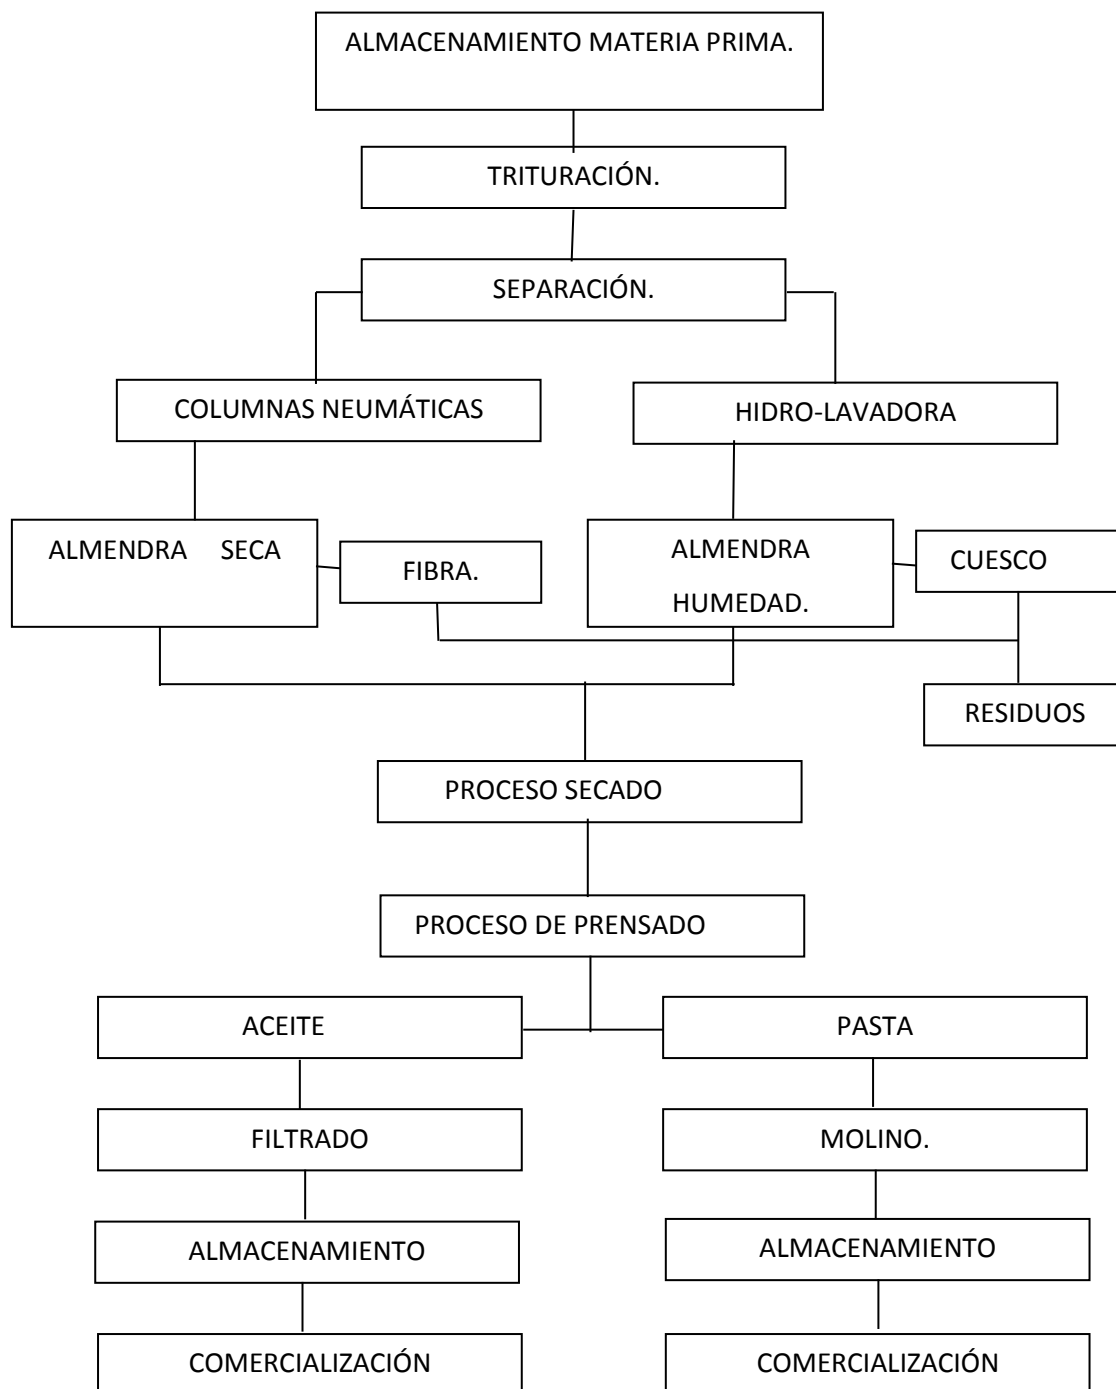 ALMACENAMIENTO MATERIA PRIMA.
TRITURACIÓN.
SEPARACIÓN.
COLUMNAS NEUMÁTICAS
HIDRO-LAVADORA
ALMENDRA SECA
FIBRA.
ALMENDRA
HUMEDAD.
CUESCO
RESIDUOS
PROCESO SECADO
PROCESO DE PRENSADO
ACEITE
PASTA
FILTRADO
MOLINO.
ALMACENAMIENTO
ALMACENAMIENTO
COMERCIALIZACIÓN
COMERCIALIZACIÓN